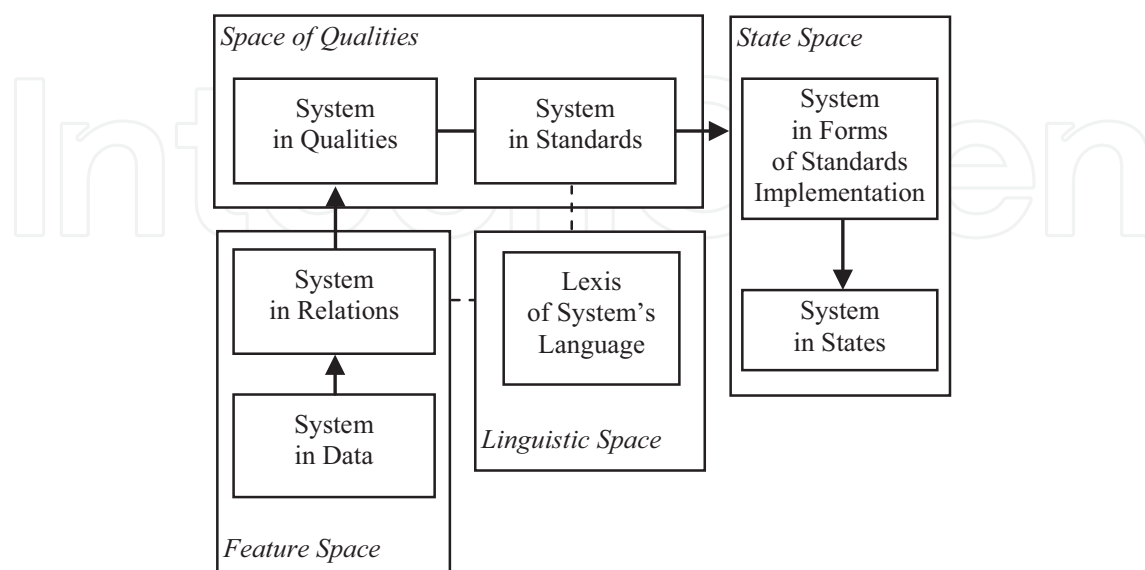 Space of Qualities
System
in Qualities
System
in Standards
State Space
System
in Forms
of Standards
Implementation
System
in States
System
in Relations
System
in Data
Feature Space
Lexis
of System’s
Language
Linguistic Space